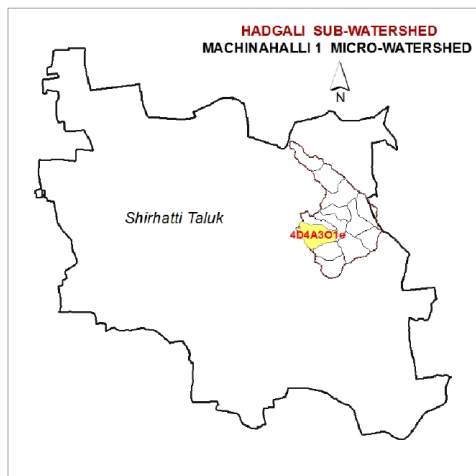 HADGALI SUB-WATERSHED
MACHINAHALLI 1 MICRO-WATERSHED
N
Shirhatti Taluk
4D4A3O1e